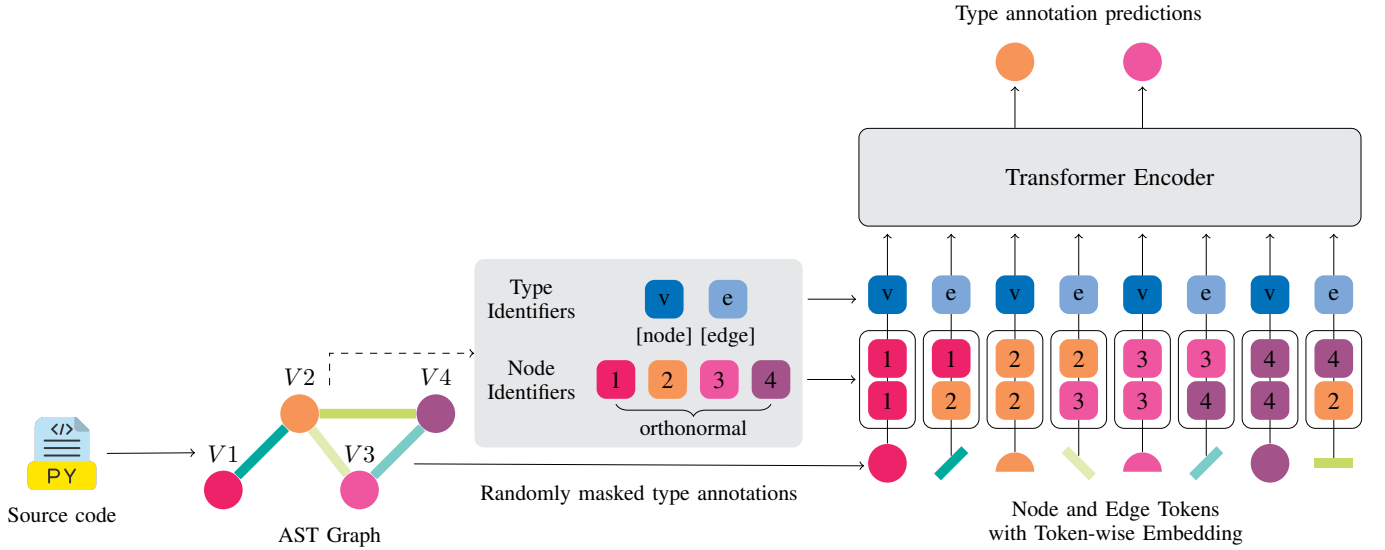 Type annotation predictions
Transformer Encoder
Type
Identifiers
v e
[node] [edge]
Node
Identifiers
1 2 3 4
orthonormal
v e v e v e v e
1 1 2 2 3 3 4 4
1 2 2 3 3 4 4 2
V2 V4
V1 V3
</>
PY
Source code
AST Graph
Randomly masked type annotations
Node and Edge Tokens
with Token-wise Embedding